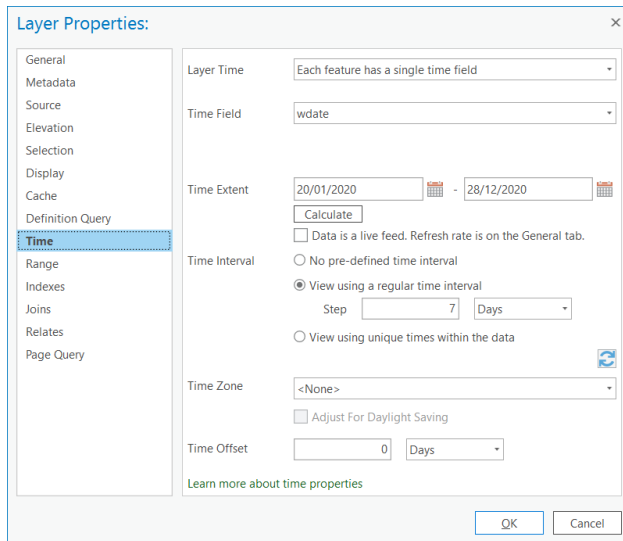 Layer Properties:
General
Metadata
Source
Elevation
Selection
Display
Cache
Definition Query
Time
Range
Indexes
Joins
Relates
Page Query
Layer Time Each feature has a single time field
Time Field wdate
Time Extent 20/01/2020 - 28/12/2020
Calculate
Data is a live feed. Refresh rate is on the General tab.
Time Interval No pre-defined time interval
View using a regular time interval
Step 7 Days
View using unique times within the data
Time Zone <None>
Adjust For Daylight Saving
Time Offset 0 Days
Learn more about time properties
OK Cancel